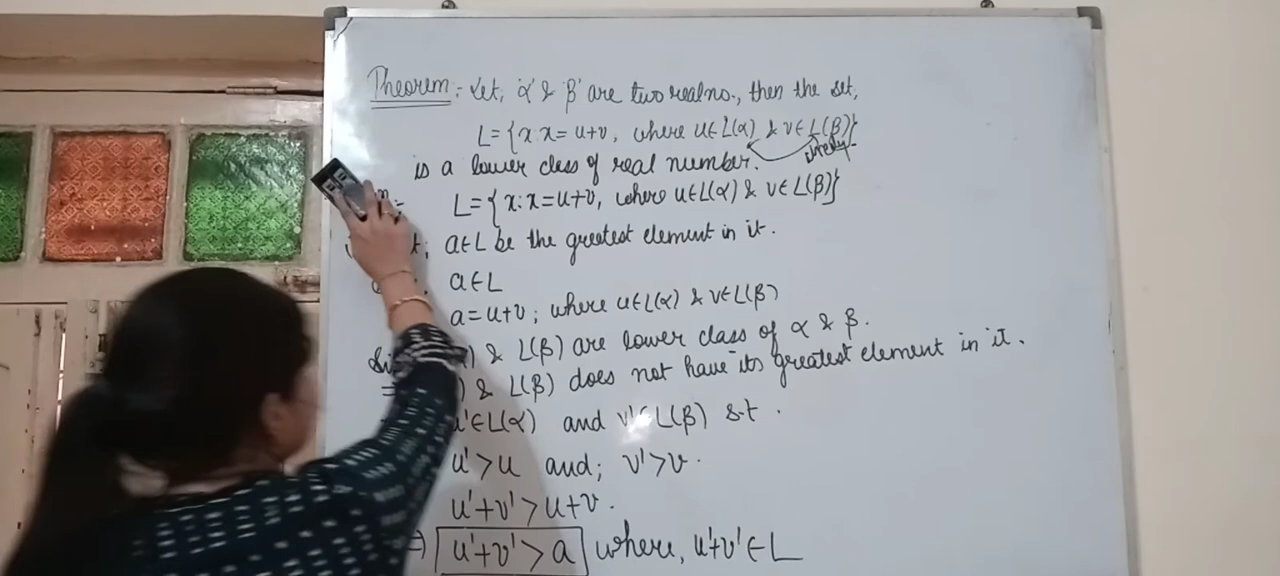 Theorem:- Let, 'α' & 'β' are two real no., then the set,
L = {x: x = u+v, where u∈L(α) & v∈L(β)}
is a lower class of real number.
L = {x: x = u+v, where u∈L(α) & v∈L(β)}
a∈L be the greatest element in it.
a∈L
a = u+v; where u∈L(α) & v∈L(β)
& L(β) are lower class of α & β.
& L(β) does not have its greatest element in it.
u'∈L(α) and v'∈L(β) s.t.
u'>u and; v'>v.
u'+v'>u+v.
u'+v'>a where, u'+v'∈L